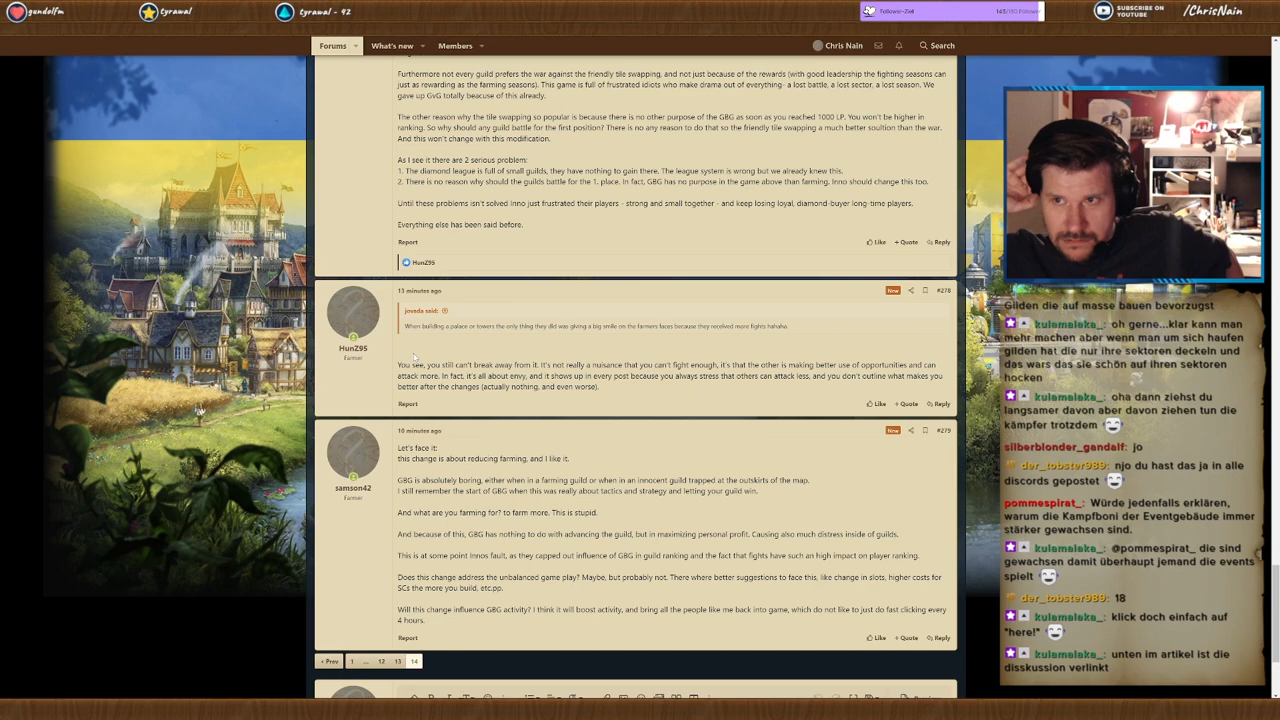 gundolfm
tyrawal
tyrawal - 92
Follower-Ziel
SUBSCRIBE ON
YOUTUBE
/ChrisNain
Forums
What's new
Members
Chris Nain
Search
Furthermore not every guild prefers the war against the friendly tile swapping, and not just because of the rewards (with good leadership the fighting seasons can
just as rewarding as the farming seasons). This game is full of frustrated idiots who make drama out of everything- a lost battle, a lost sector, a lost season. We
gave up GvG totally beacuse of this already.
The other reason why the tile swapping so popular is because there is no other purpose of the GBG as soon as you reached 1000 LP. You won't be higher in
ranking. So why should any guild battle for the first position? There is no any reason to do that so the friendly tile swapping a much better soultion than the war.
And this won't change with this modification.
As I see it there are 2 serious problem:
1. The diamond league is full of small guilds, they have nothing to gain there. The league system is wrong but we already knew this.
2. There is no reason why should the guilds battle for the 1. place. In fact, GBG has no purpose in the game above than farming. Inno should change this too.
Until these problems isn't solved Inno just frustrated their players - strong and small together - and keep losing loyal, diamond-buyer long-time players.
Everything else has been said before.
Report
Like
+ Quote
Reply
HunZ95
13 minutes ago
New
#278
HunZ95
Farmer
jovada said:
When building a palace or towers the only thing they did was giving a big smile on the farmers faces because they received more fights hahaha.
You see, you still can't break away from it. It's not really a nuisance that you can't fight enough, it's that the other is making better use of opportunities and can
attack more. In fact, it's all about envy, and it shows up in every post because you always stress that others can attack less, and you don't outline what makes you
better after the changes (actually nothing, and even worse).
Report
Like
+ Quote
Reply
10 minutes ago
New
#279
samson42
Farmer
Let's face it:
this change is about reducing farming, and I like it.
GBG is absolutely boring, either when in a farming guild or when in an innocent guild trapped at the outskirts of the map.
I still remember the start of GBG when this was really about tactics and strategy and letting your guild win.
And what are you farming for? to farm more. This is stupid.
And because of this, GBG has nothing to do with advancing the guild, but in maximizing personal profit. Causing also much distress inside of guilds.
This is at some point Innos fault, as they capped out influence of GBG in guild ranking and the fact that fights have such an high impact on player ranking.
Does this change address the unbalanced game play? Maybe, but probably not. There where better suggestions to face this, like change in slots, higher costs for
SCs the more you build, etc.pp.
Will this change influence GBG activity? I think it will boost activity, and bring all the people like me back into game, which do not like to just do fast clicking every
4 hours.
Report
Like
+ Quote
Reply
Prev
1
...
12
13
14
Gilden die auf masse bauen bevorzugst
kulamalaka_: oh gerne...klar kann man
mehr machen aber wenn man um sich haufen
gilden hat die nur ihre sektoren deckeln und
das wars das sie schön auf ihren sektoren
hocken
kulamalaka_: oha dann ziehst du
langsamer davon aber davon ziehen tun die
kämpfer trotzdem
silberblonder_gandalf: jo
der_tobster989: njo du hast das ja in alle
discords gepostet
pommespirat_: Würde jedenfalls erklären,
warum die Kampfboni der Eventgebäude immer
stärker gewachsen sind.
kulamalaka_: @pommespirat_ die sind
gewachsen damit überhaupt jemand die events
spielt
der_tobster989: 18
kulamalaka_: klick doch einfach auf
"here!"
kulamalaka_: unten im artikel ist die
disskussion verlinkt